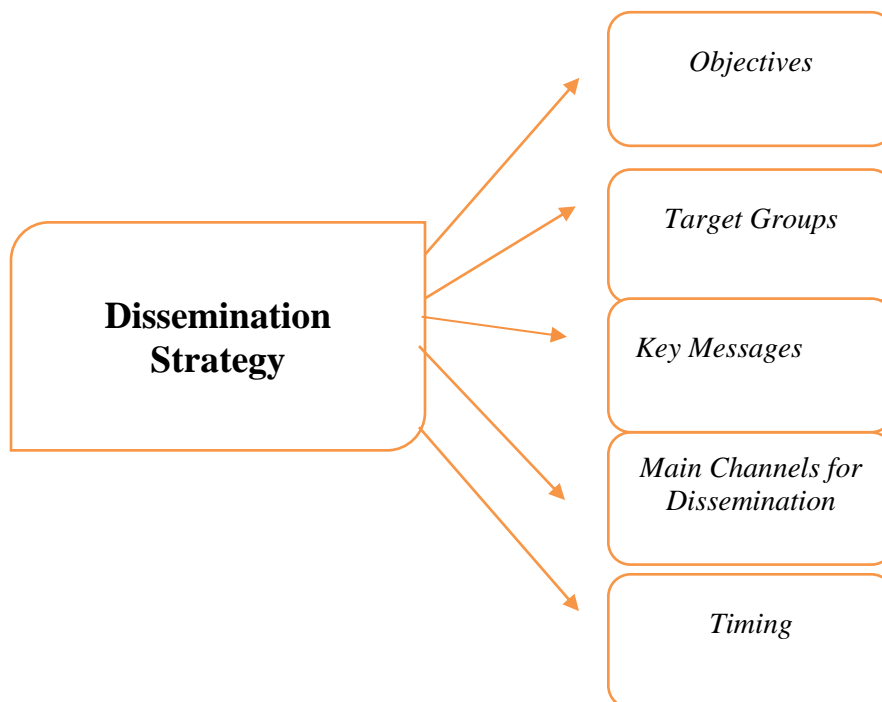 Objectives
Target Groups
Dissemination
Strategy
Key Messages
Main Channels for
Dissemination
Timing